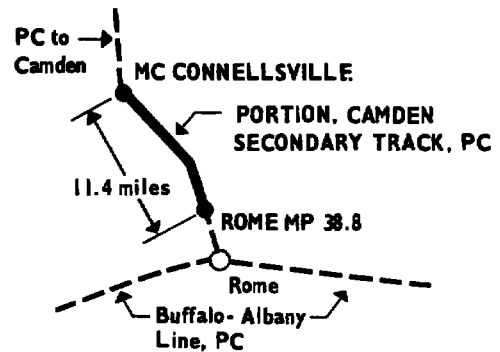 PC to
Camden
MC CONNELLSVILLE
PORTION, CAMDEN
SECONDARY TRACK, PC
11.4 miles
ROME MP 38.8
Rome
Buffalo-Albany
Line, PC